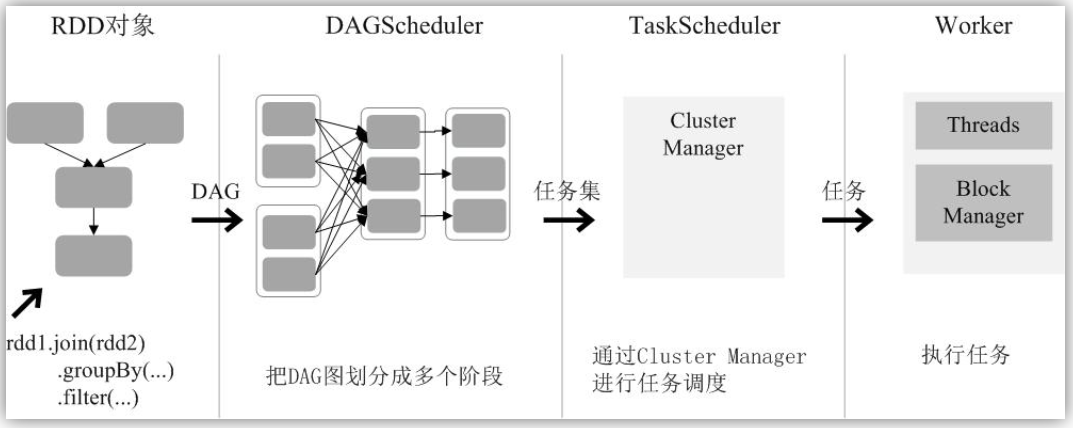 RDD对象
DAGScheduler
TaskScheduler
Worker
DAG
任务集
Cluster
Manager
任务
Threads
Block
Manager
rdd1.join(rdd2)
.groupBy(...)
.filter(...)
把DAG图划分成多个阶段
通过Cluster Manager
进行任务调度
执行任务